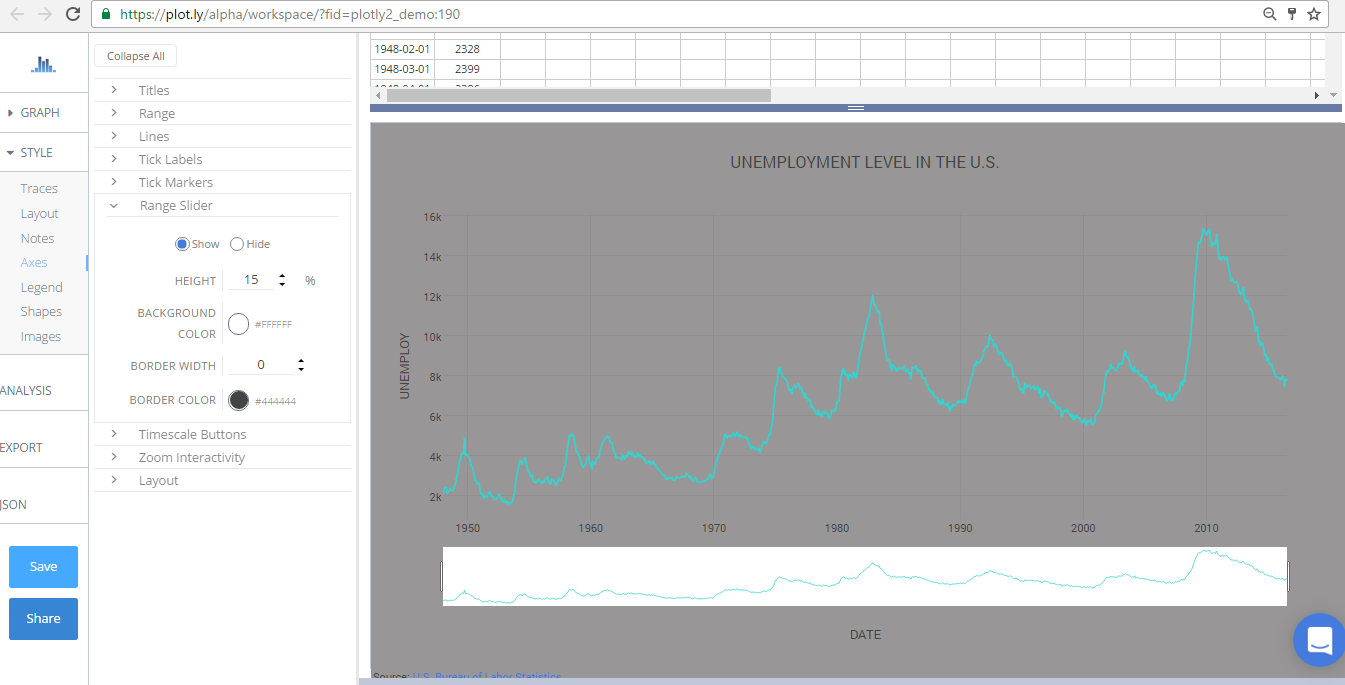 https://plot.ly/alpha/workspace/?fid=plotly2_demo:190
GRAPH
STYLE
Traces
Layout
Notes
Axes
Legend
Shapes
Images
ANALYSIS
EXPORT
JSON
Save
Share
Collapse All
Titles
Range
Lines
Tick Labels
Tick Markers
Range Slider
Show Hide
HEIGHT 15 %
BACKGROUND
COLOR #FFFFFF
BORDER WIDTH 0
BORDER COLOR #444444
Timescale Buttons
Zoom Interactivity
Layout
1948-02-01 2328
1948-03-01 2399
UNEMPLOYMENT LEVEL IN THE U.S.
16k
14k
12k
10k
8k
6k
4k
2k
UNEMPLOY
1950 1960 1970 1980 1990 2000 2010
DATE
Source: U.S. Bureau of Labor Statistics